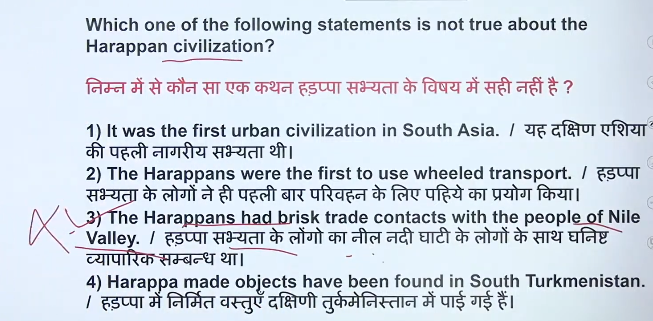 Which one of the following statements is not true about the
Harappan civilization?
निम्न में से कौन सा एक कथन हड़प्पा सभ्यता के विषय में सही नहीं है ?
1) It was the first urban civilization in South Asia. / यह दक्षिण एशिया
की पहली नागरीय सभ्यता थी।
2) The Harappans were the first to use wheeled transport. / हड़प्पा
सभ्यता के लोगों ने ही पहली बार परिवहन के लिए पहिये का प्रयोग किया।
3) The Harappans had brisk trade contacts with the people of Nile
Valley. / हड़प्पा सभ्यता के लोंगो का नील नदी घाटी के लोगों के साथ घनिष्ट
व्यापारिक सम्बन्ध था।
4) Harappa made objects have been found in South Turkmenistan.
/ हड़प्पा में निर्मित वस्तुएँ दक्षिणी तुर्कमेनिस्तान में पाई गई हैं।